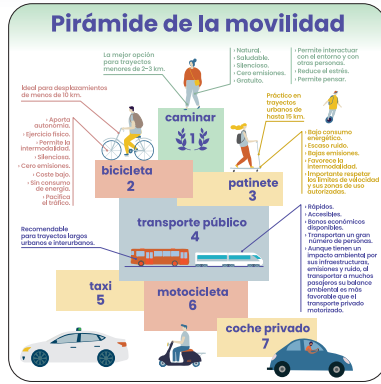 Pirámide de la movilidad
La mejor opción
para trayectos
menores de 2-3 km.
› Natural.
› Saludable.
› Silencioso.
› Cero emisiones.
› Gratuito.
› Permite interactuar
con el entorno y con
otras personas.
› Reduce el estrés.
› Permite pensar.
caminar
1
Ideal para desplazamientos
de menos de 10 km.
› Aporta
autonomía.
› Ejercicio físico.
› Permite la
intermodalidad.
› Silenciosa.
› Cero emisiones.
› Coste bajo.
› Sin consumo
de energía.
› Pacifica
el tráfico.
bicicleta
2
Práctico en
trayectos
urbanos de
hasta 15 km.
› Bajo consumo
energético.
› Escaso ruido.
› Bajas emisiones.
› Favorece la
intermodalidad.
› Importante respetar
los límites de velocidad
y sus zonas de uso
autorizadas.
patinete
3
transporte público
4
Recomendable
para trayectos largos
urbanos e interurbanos.
› Rápidos.
› Accesibles.
› Bonos económicos
disponibles.
› Transportan un gran
número de personas.
› Aunque tienen un
impacto ambiental por
sus infraestructuras,
emisiones y ruido, al
transportar a muchos
pasajeros su balance
ambiental es más
favorable que el
transporte privado
motorizado.
taxi
5
motocicleta
6
coche privado
7